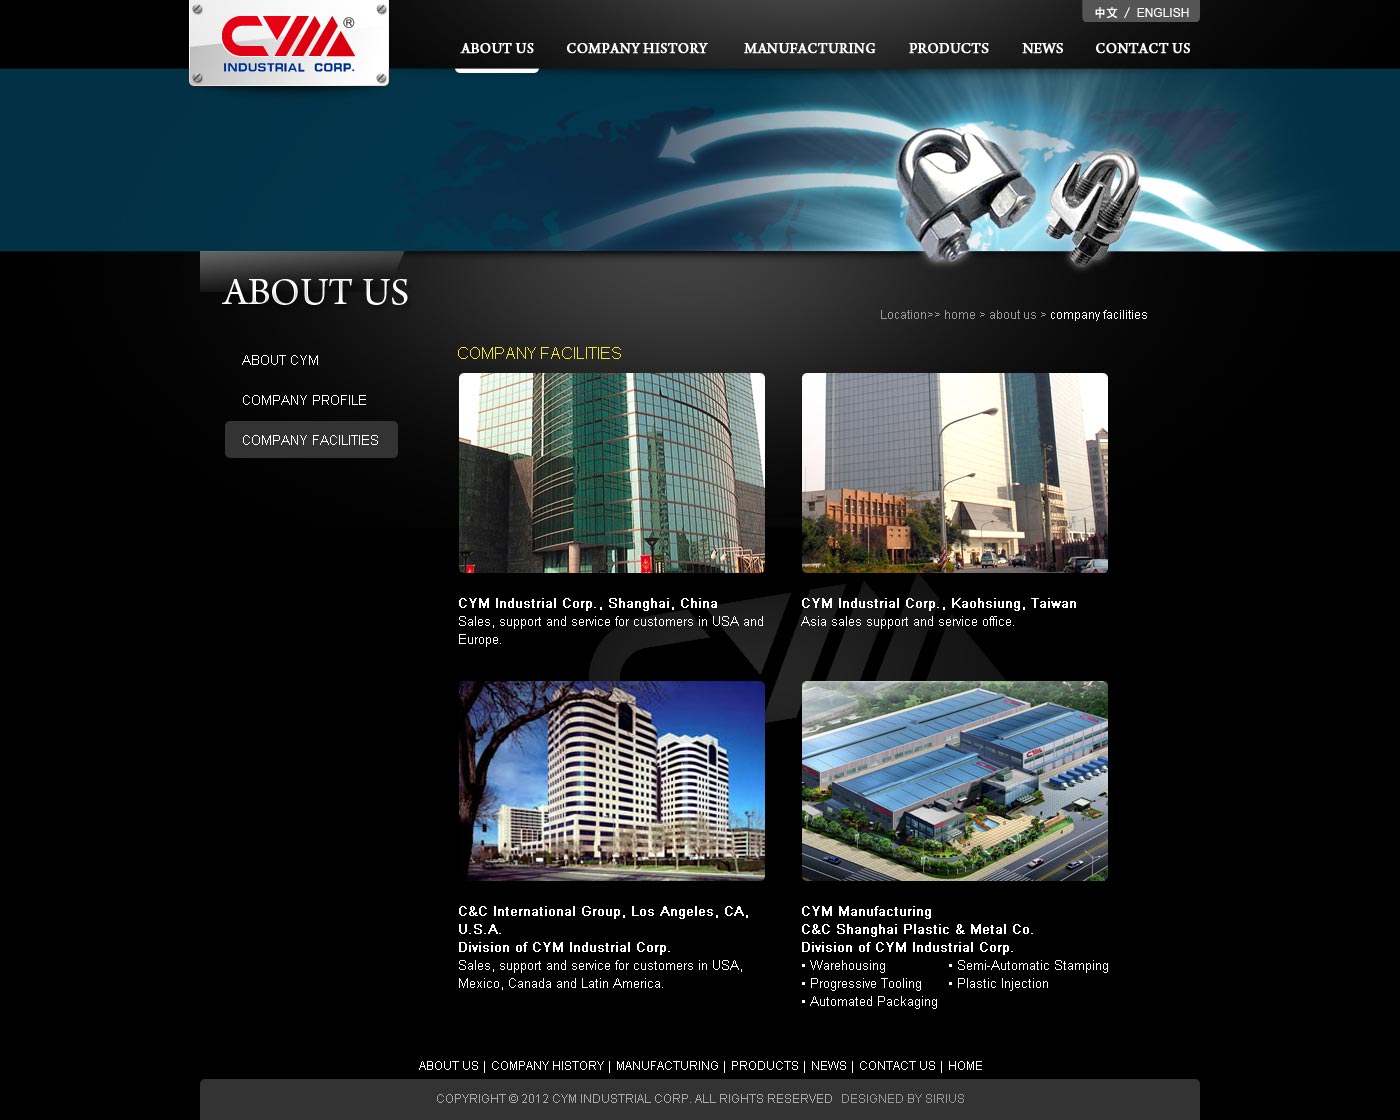 CYM®
INDUSTRIAL CORP.
中文 / ENGLISH
ABOUT US
COMPANY HISTORY
MANUFACTURING
PRODUCTS
NEWS
CONTACT US
ABOUT US
Location>> home > about us > company facilities
ABOUT CYM
COMPANY PROFILE
COMPANY FACILITIES
COMPANY FACILITIES
CYM Industrial Corp., Shanghai, China
Sales, support and service for customers in USA and
Europe.
CYM Industrial Corp., Kaohsiung, Taiwan
Asia sales support and service office.
CYM
C&C International Group, Los Angeles, CA,
U.S.A.
Division of CYM Industrial Corp.
Sales, support and service for customers in USA,
Mexico, Canada and Latin America.
CYM
CYM Manufacturing
C&C Shanghai Plastic & Metal Co.
Division of CYM Industrial Corp.
▪ Warehousing
▪ Progressive Tooling
▪ Automated Packaging
▪ Semi-Automatic Stamping
▪ Plastic Injection
ABOUT US | COMPANY HISTORY | MANUFACTURING | PRODUCTS | NEWS | CONTACT US | HOME
COPYRIGHT © 2012 CYM INDUSTRIAL CORP. ALL RIGHTS RESERVED DESIGNED BY SIRIUS